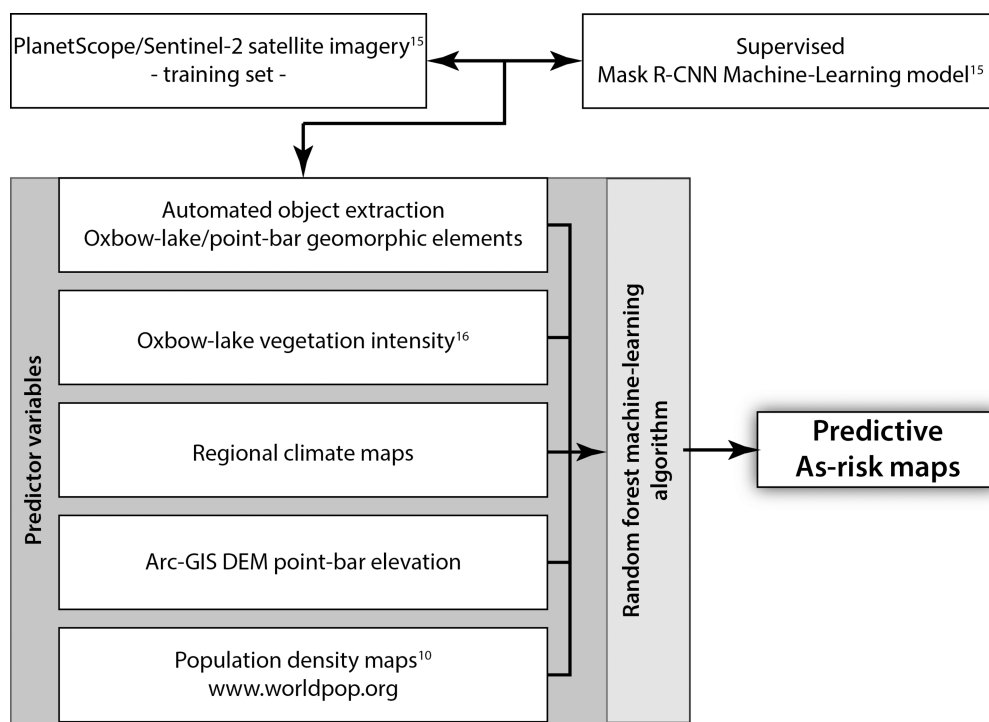 PlanetScope/Sentinel-2 satellite imagery¹⁵
- training set -
Supervised
Mask R-CNN Machine-Learning model¹⁵
Predictor variables
Automated object extraction
Oxbow-lake/point-bar geomorphic elements
Oxbow-lake vegetation intensity¹⁶
Regional climate maps
Arc-GIS DEM point-bar elevation
Population density maps¹⁰
www.worldpop.org
Random forest machine-learning
algorithm
Predictive
As-risk maps